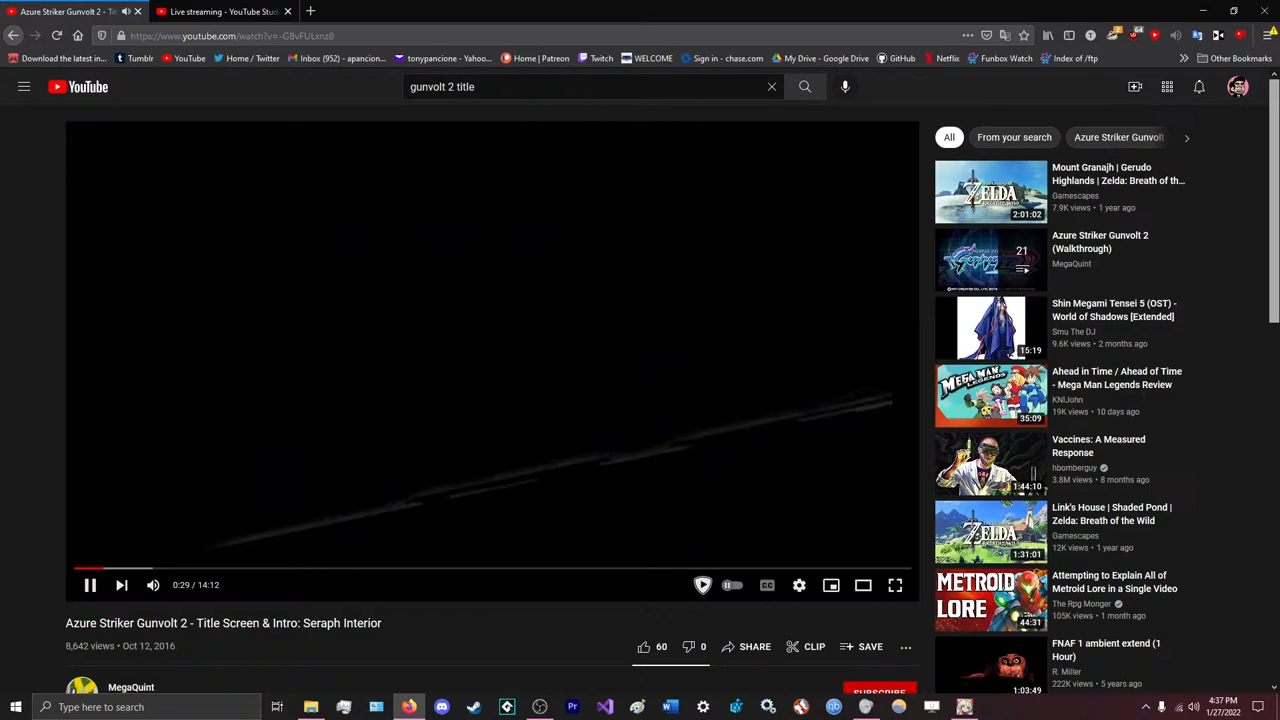 Azure Striker Gunvolt 2 - Tit
Live streaming - YouTube Stud
https://www.youtube.com/watch?v=-GBvFULxnz8
64
Download the latest in...
Tumblr
YouTube
Home / Twitter
Inbox (952) - apancion...
tonypancione - Yahoo...
Home | Patreon
Twitch
WELCOME
Sign in - chase.com
My Drive - Google Drive
GitHub
Netflix
Funbox Watch
Index of /ftp
Other Bookmarks
YouTube
gunvolt 2 title
All
From your search
Azure Striker Gunvolt
ZELDA
2:01:02
Mount Granajh | Gerudo
Highlands | Zelda: Breath of th...
Gamescapes
7.9K views • 1 year ago
21
Azure Striker Gunvolt 2
(Walkthrough)
MegaQuint
15:19
Shin Megami Tensei 5 (OST) -
World of Shadows [Extended]
Smu The DJ
9.6K views • 2 months ago
MEGA MAN
LEGENDS
35:09
Ahead in Time / Ahead of Time
- Mega Man Legends Review
KNIJohn
19K views • 10 days ago
1:44:10
Vaccines: A Measured
Response
hbomberguy
3.8M views • 8 months ago
ZELDA
1:31:01
Link's House | Shaded Pond |
Zelda: Breath of the Wild
Gamescapes
12K views • 1 year ago
METROID
LORE
44:31
Attempting to Explain All of
Metroid Lore in a Single Video
The Rpg Monger
105K views • 1 month ago
1:03:49
FNAF 1 ambient extend (1
Hour)
R. Miller
222K views • 5 years ago
0:29 / 14:12
CC
Azure Striker Gunvolt 2 - Title Screen & Intro: Seraph Interior
8,642 views • Oct 12, 2016
60
0
SHARE
CLIP
SAVE
MegaQuint
SUBSCRIBE
Type here to search
4:37 PM
1/27/2022